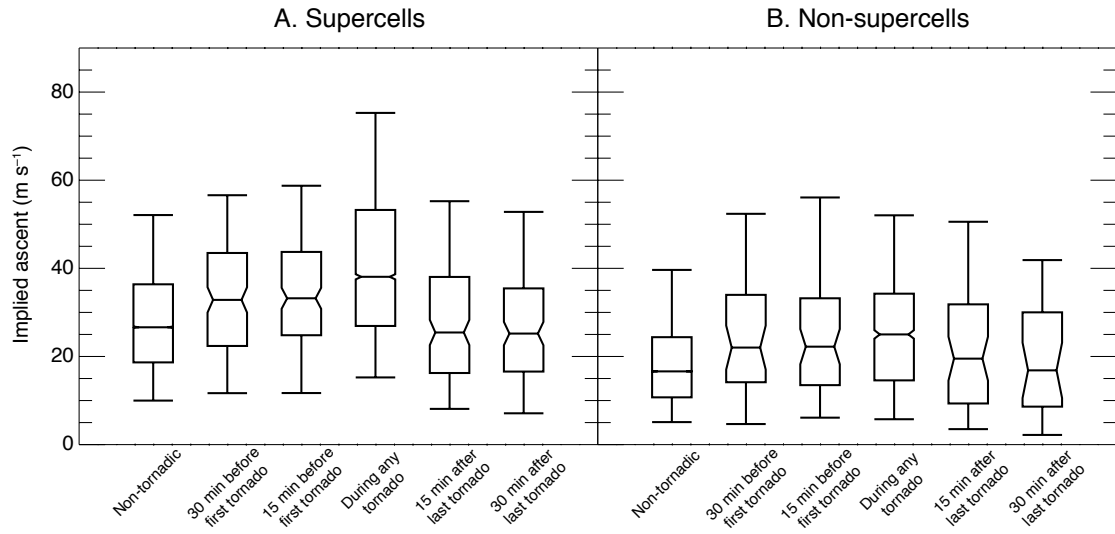 A. Supercells
B. Non-supercells
Implied ascent (m s⁻¹)
80
60
40
20
0
Non-tornadic
30 min before
first tornado
15 min before
first tornado
During any
tornado
15 min after
last tornado
30 min after
last tornado
Non-tornadic
30 min before
first tornado
15 min before
first tornado
During any
tornado
15 min after
last tornado
30 min after
last tornado